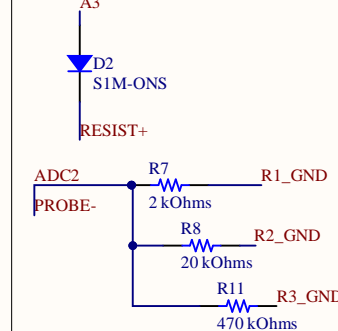 A3
D2
S1M-ONS
RESIST+
ADC2
PROBE-
R7
2 kOhms
R1_GND
R8
20 kOhms
R2_GND
R11
470 kOhms
R3_GND